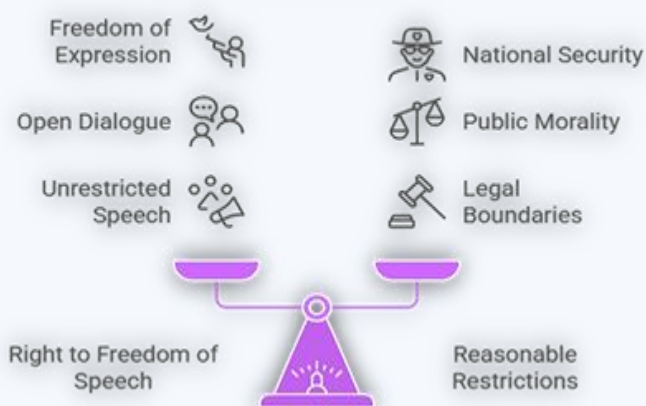 Freedom of
Expression
National Security
Open Dialogue
Public Morality
Unrestricted
Speech
Legal
Boundaries
Right to Freedom of
Speech
Reasonable
Restrictions